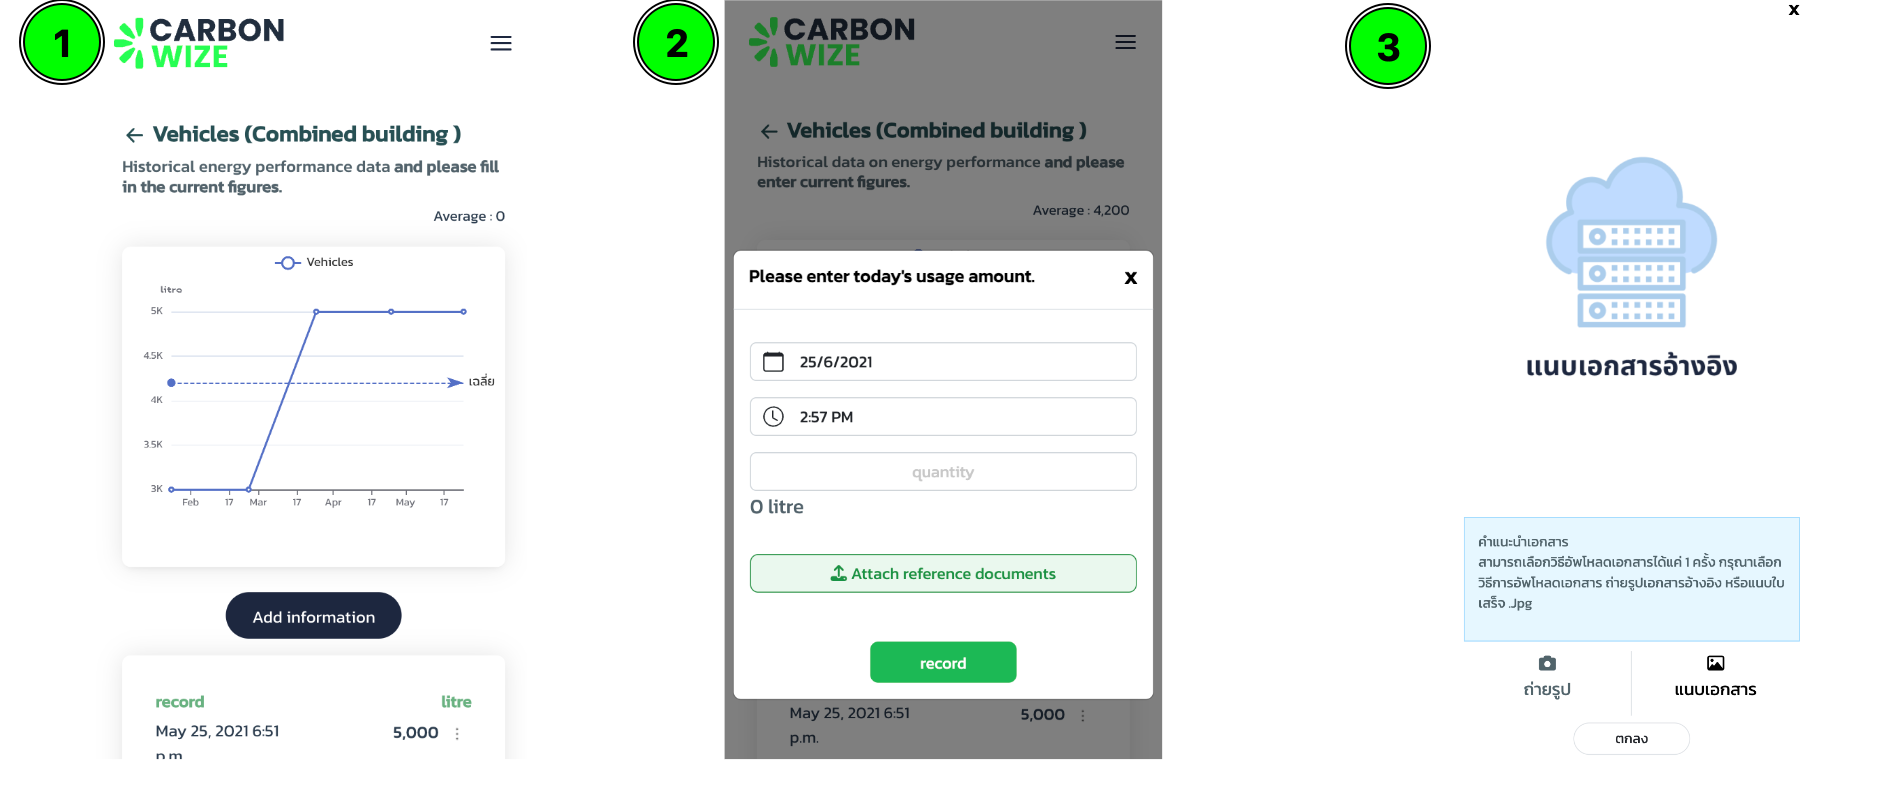 1
CARBON
WIZE
Vehicles (Combined building )
Historical energy performance data and please fill
in the current figures.
Average : 0
Vehicles
litre
5K
4.5K
เฉลี่ย
4K
3.5K
3K
Feb 17 Mar 17 Apr 17 May 17
Add information
record litre
May 25, 2021 6:51 5,000
p.m.
2
CARBON
WIZE
Vehicles (Combined building )
Historical data on energy performance and please
enter current figures.
Average : 4,200
Please enter today's usage amount. x
25/6/2021
2:57 PM
quantity
0 litre
Attach reference documents
record
May 25, 2021 6:51 5,000
p.m.
3
x
แนบเอกสารอ้างอิง
คำแนะนำเอกสาร
สามารถเลือกวิธีอัพโหลดเอกสารได้แค่ 1 ครั้ง กรุณาเลือก
วิธีการอัพโหลดเอกสาร ถ่ายรูปเอกสารอ้างอิง หรือแนบใบ
เสร็จ .Jpg
ถ่ายรูป แนบเอกสาร
ตกลง